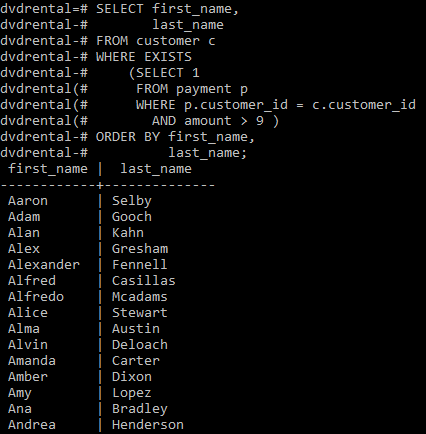 dvdrental=# SELECT first_name,
dvdrental-#        last_name
dvdrental-# FROM customer c
dvdrental-# WHERE EXISTS
dvdrental-#     (SELECT 1
dvdrental(#      FROM payment p
dvdrental(#      WHERE p.customer_id = c.customer_id
dvdrental(#        AND amount > 9 )
dvdrental-# ORDER BY first_name,
dvdrental-#          last_name;
 first_name |  last_name
------------+--------------
 Aaron      | Selby
 Adam       | Gooch
 Alan       | Kahn
 Alex       | Gresham
 Alexander  | Fennell
 Alfred     | Casillas
 Alfredo    | Mcadams
 Alice      | Stewart
 Alma       | Austin
 Alvin      | Deloach
 Amanda     | Carter
 Amber      | Dixon
 Amy        | Lopez
 Ana        | Bradley
 Andrea     | Henderson